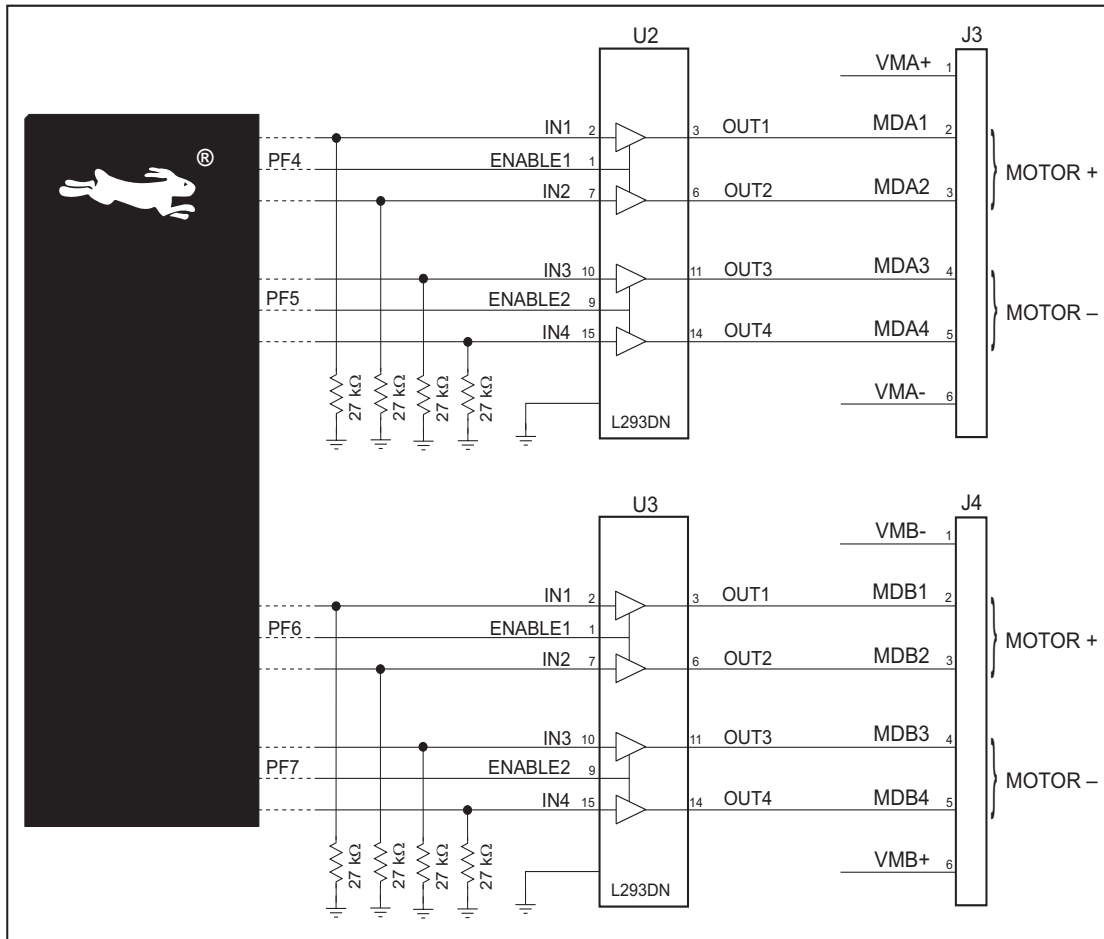 U2
J3
VMA+ 1
®
IN1 2 3 OUT1 MDA1 2
PF4 ENABLE1 1
MOTOR +
IN2 7 6 OUT2 MDA2 3
IN3 10 11 OUT3 MDA3 4
PF5 ENABLE2 9
MOTOR –
IN4 15 14 OUT4 MDA4 5
27 kΩ 27 kΩ 27 kΩ 27 kΩ
VMA- 6
L293DN
U3
J4
VMB- 1
IN1 2 3 OUT1 MDB1 2
PF6 ENABLE1 1
MOTOR +
IN2 7 6 OUT2 MDB2 3
IN3 10 11 OUT3 MDB3 4
PF7 ENABLE2 9
MOTOR –
IN4 15 14 OUT4 MDB4 5
27 kΩ 27 kΩ 27 kΩ 27 kΩ
VMB+ 6
L293DN